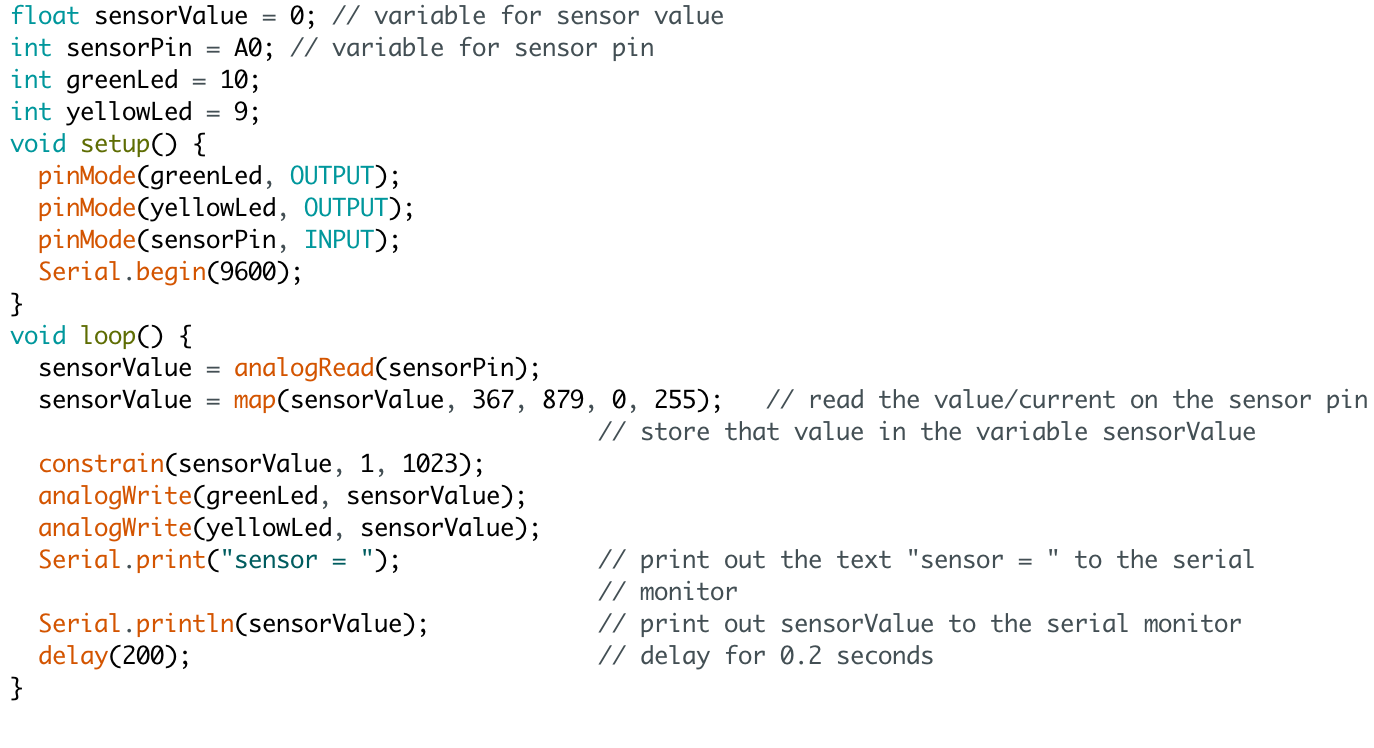 float sensorValue = 0; // variable for sensor value
int sensorPin = A0; // variable for sensor pin
int greenLed = 10;
int yellowLed = 9;
void setup() {
  pinMode(greenLed, OUTPUT);
  pinMode(yellowLed, OUTPUT);
  pinMode(sensorPin, INPUT);
  Serial.begin(9600);
}
void loop() {
  sensorValue = analogRead(sensorPin);
  sensorValue = map(sensorValue, 367, 879, 0, 255);   // read the value/current on the sensor pin
                                          // store that value in the variable sensorValue
  constrain(sensorValue, 1, 1023);
  analogWrite(greenLed, sensorValue);
  analogWrite(yellowLed, sensorValue);
  Serial.print("sensor = ");              // print out the text "sensor = " to the serial
                                          // monitor
  Serial.println(sensorValue);            // print out sensorValue to the serial monitor
  delay(200);                             // delay for 0.2 seconds
}